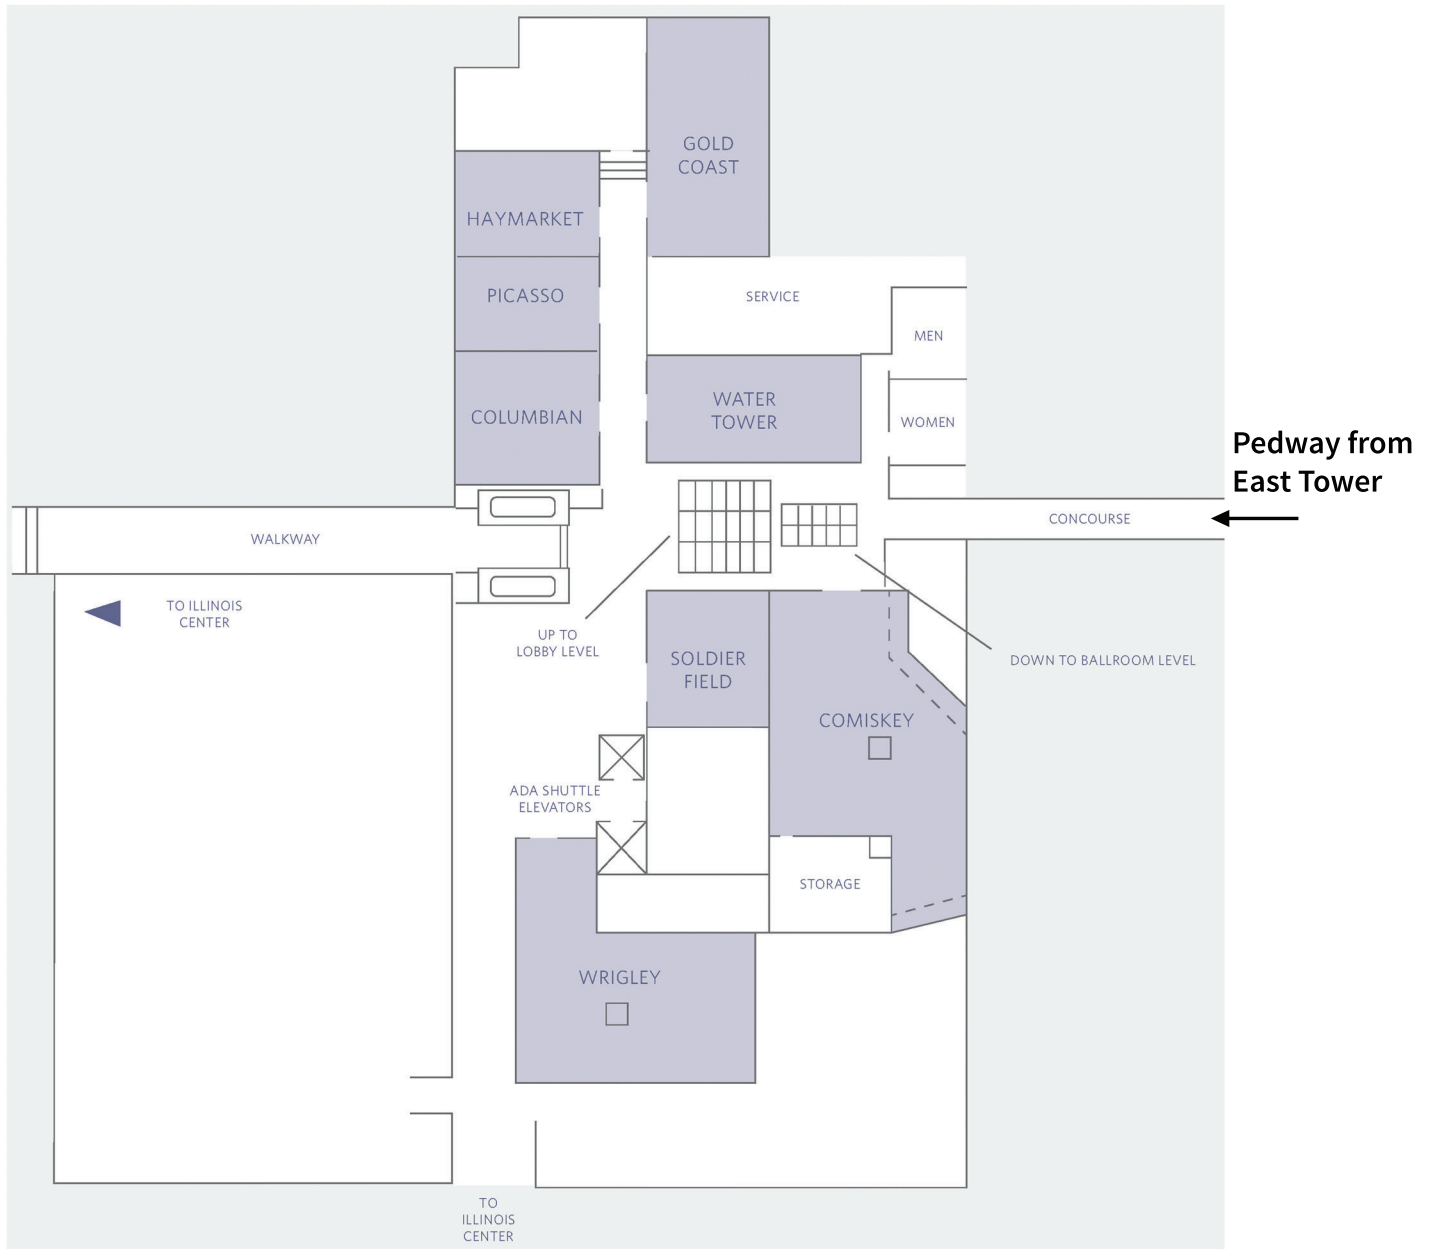 GOLD
COAST
HAYMARKET
PICASSO
SERVICE
MEN
COLUMBIAN
WATER
TOWER
WOMEN
Pedway from
East Tower
WALKWAY
CONCOURSE
TO ILLINOIS
CENTER
UP TO
LOBBY LEVEL
SOLDIER
FIELD
DOWN TO BALLROOM LEVEL
COMISKEY
ADA SHUTTLE
ELEVATORS
STORAGE
WRIGLEY
TO
ILLINOIS
CENTER